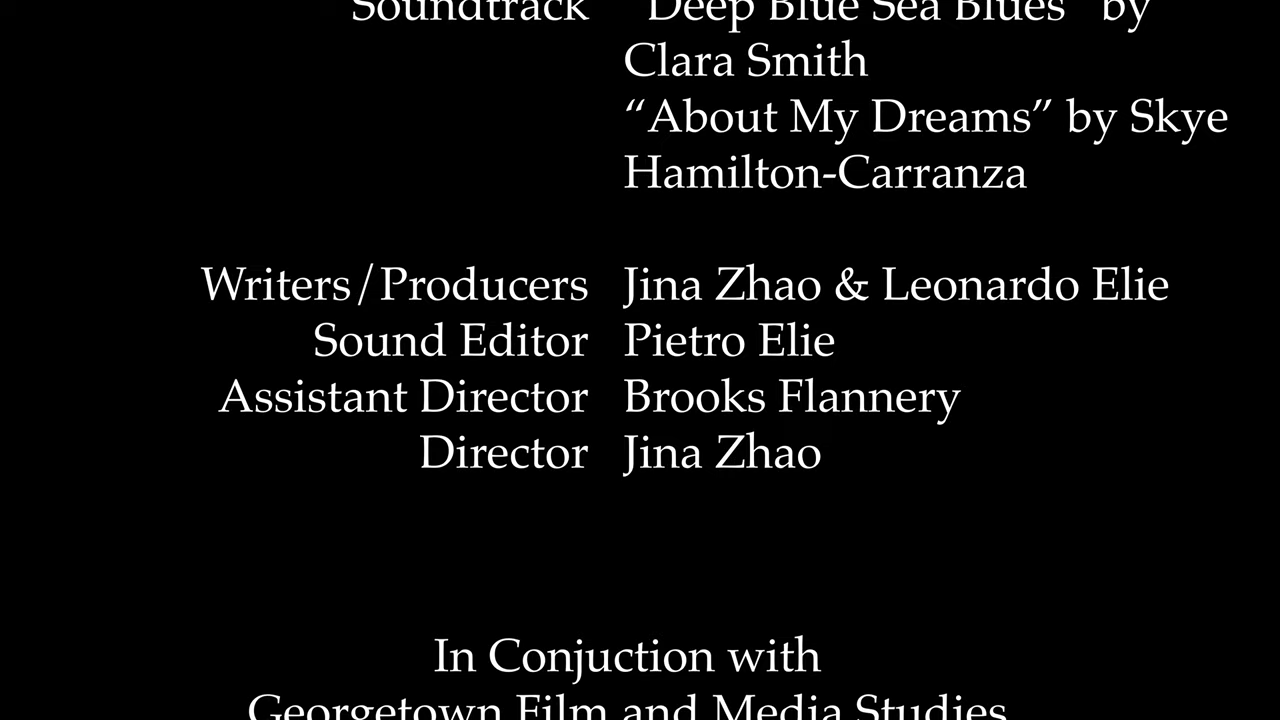 Soundtrack “Deep Blue Sea Blues” by
Clara Smith
“About My Dreams” by Skye
Hamilton-Carranza
Writers/Producers Jina Zhao & Leonardo Elie
Sound Editor Pietro Elie
Assistant Director Brooks Flannery
Director Jina Zhao
In Conjuction with
Georgetown Film and Media Studies